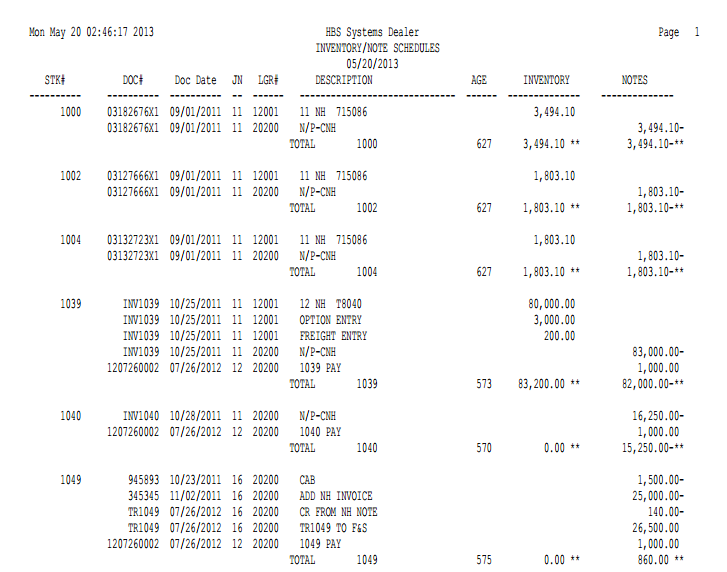 Mon May 20 02:46:17 2013 HBS Systems Dealer Page 1
INVENTORY/NOTE SCHEDULES
05/20/2013
STK# DOC# Doc Date JN LGR# DESCRIPTION AGE INVENTORY NOTES
1000 03182676X1 09/01/2011 11 12001 11 NH 715086 3,494.10
03182676X1 09/01/2011 11 20200 N/P-CNH 3,494.10-
TOTAL 1000 627 3,494.10 ** 3,494.10-**
1002 03127666X1 09/01/2011 11 12001 11 NH 715086 1,803.10
03127666X1 09/01/2011 11 20200 N/P-CNH 1,803.10-
TOTAL 1002 627 1,803.10 ** 1,803.10-**
1004 03132723X1 09/01/2011 11 12001 11 NH 715086 1,803.10
03132723X1 09/01/2011 11 20200 N/P-CNH 1,803.10-
TOTAL 1004 627 1,803.10 ** 1,803.10-**
1039 INV1039 10/25/2011 11 12001 12 NH T8040 80,000.00
INV1039 10/25/2011 11 12001 OPTION ENTRY 3,000.00
INV1039 10/25/2011 11 12001 FREIGHT ENTRY 200.00
INV1039 10/25/2011 11 20200 N/P-CNH 83,000.00-
1207260002 07/26/2012 12 20200 1039 PAY 1,000.00
TOTAL 1039 573 83,200.00 ** 82,000.00-**
1040 INV1040 10/28/2011 11 20200 N/P-CNH 16,250.00-
1207260002 07/26/2012 12 20200 1040 PAY 1,000.00
TOTAL 1040 570 0.00 ** 15,250.00-**
1049 945893 10/23/2011 16 20200 CAB 1,500.00-
345345 11/02/2011 16 20200 ADD NH INVOICE 25,000.00-
TR1049 07/26/2012 16 20200 CR FROM NH NOTE 140.00-
TR1049 07/26/2012 16 20200 TR1049 TO F&S 26,500.00
1207260002 07/26/2012 12 20200 1049 PAY 1,000.00
TOTAL 1049 575 0.00 ** 860.00 **